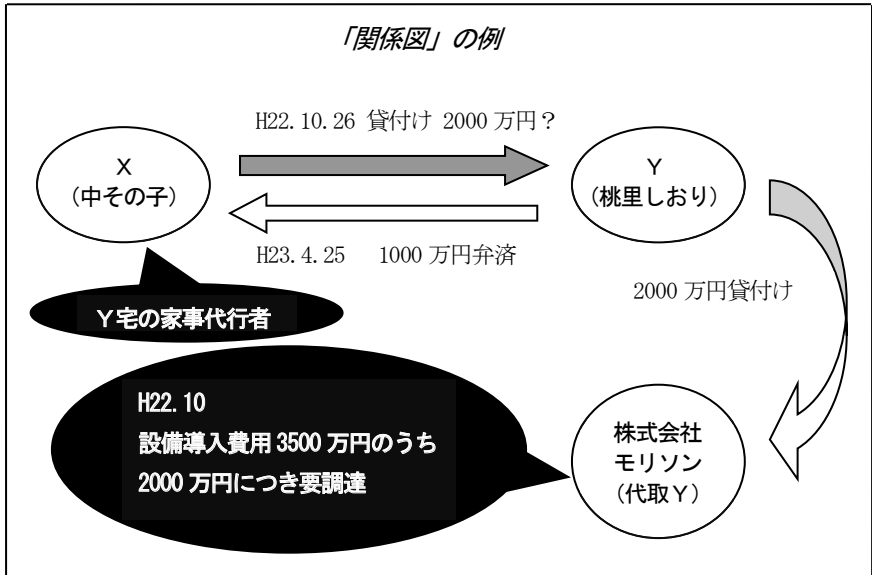 「関係図」の例
H22.10.26 貸付け 2000 万円？
X
（中その子）
Y
（桃里しおり）
H23.4.25 1000 万円弁済
2000 万円貸付け
Y宅の家事代行者
H22.10
設備導入費用 3500 万円のうち
2000 万円につき要調達
株式会社
モリソン
（代取Y）